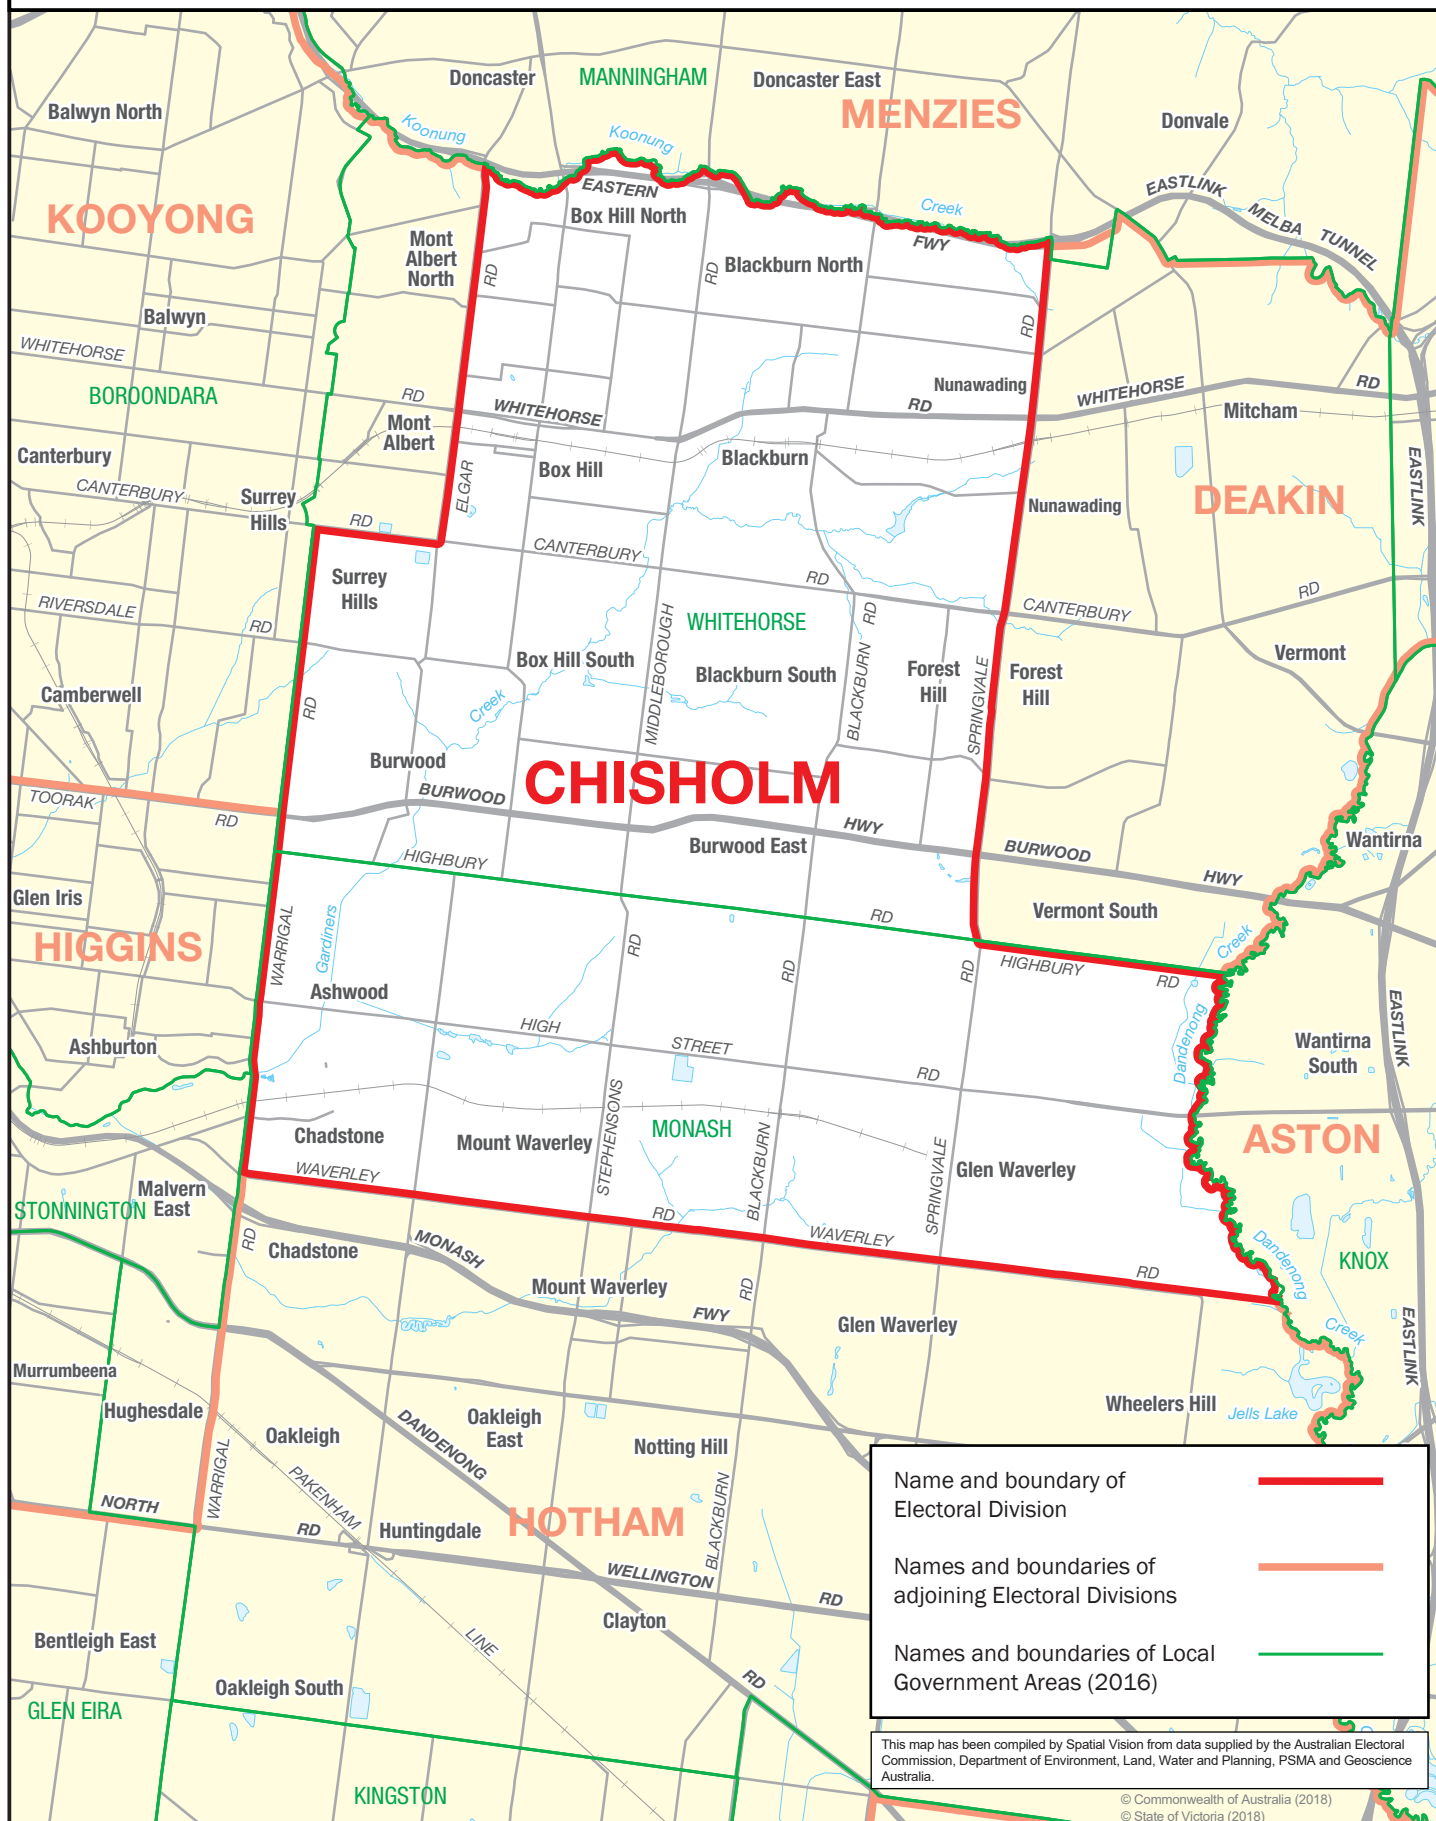 Doncaster
MANNINGHAM
Doncaster East
MENZIES
Balwyn North
Donvale
Koonung
Koonung
Creek
EASTERN
FWY
EASTLINK
MELBA TUNNEL
KOOYONG
Box Hill North
Mont
Albert
North
RD
RD
Blackburn North
RD
Balwyn
WHITEHORSE
RD
BOROONDARA
Nunawading
WHITEHORSE
RD
WHITEHORSE
RD
Mont
Albert
Mitcham
Canterbury
Box Hill
Blackburn
EASTLINK
ELGAR
CANTERBURY
RD
Surrey
Hills
Nunawading
DEAKIN
CANTERBURY
RD
Surrey
Hills
RIVERSDALE
RD
MIDDLEBOROUGH
WHITEHORSE
RD
BLACKBURN
CANTERBURY
RD
Vermont
Box Hill South
Blackburn South
Forest
Hill
SPRINGVALE
Forest
Hill
Camberwell
RD
Creek
Burwood
CHISHOLM
BURWOOD
HWY
TOORAK
RD
Burwood East
BURWOOD
HWY
Wantirna
HIGHBURY
RD
Glen Iris
Vermont South
HIGGINS
WARRIGAL
Gardiners
RD
RD
RD
HIGHBURY
RD
Creek
Ashwood
HIGH
STREET
RD
Dandenong
EASTLINK
Ashburton
Wantirna
South
Chadstone
Mount Waverley
STEPHENSONS
MONASH
BLACKBURN
SPRINGVALE
Glen Waverley
ASTON
WAVERLEY
RD
WAVERLEY
RD
Malvern
East
STONNINGTON
RD
Chadstone
MONASH
FWY
Mount Waverley
RD
Glen Waverley
Dandenong
Creek
KNOX
EASTLINK
Murrumbeena
Hughesdale
Oakleigh
DANDENONG
Oakleigh
East
Notting Hill
Wheelers Hill
Jells Lake
WARRIGAL
NORTH
RD
PAKENHAM
LINE
Huntingdale
HOTHAM
BLACKBURN
WELLINGTON
RD
Clayton
RD
Bentleigh East
Oakleigh South
GLEN EIRA
KINGSTON
Name and boundary of
Electoral Division
Names and boundaries of
adjoining Electoral Divisions
Names and boundaries of Local
Government Areas (2016)
This map has been compiled by Spatial Vision from data supplied by the Australian Electoral
Commission, Department of Environment, Land, Water and Planning, PSMA and Geoscience
Australia.
© Commonwealth of Australia (2018)
© State of Victoria (2018)